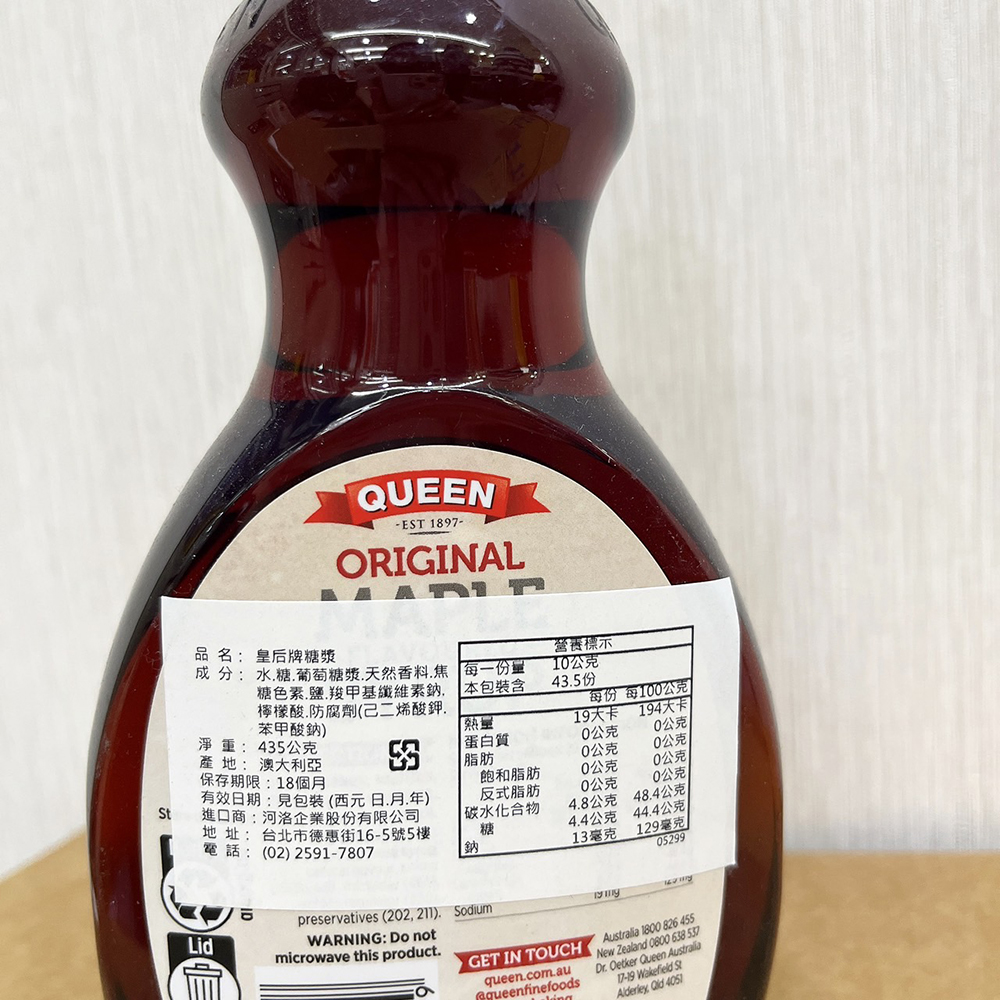 QUEEN
-EST 1897-
ORIGINAL
MAPLE
品 名： 皇后牌糖漿
成 分： 水.糖.葡萄糖漿.天然香料.焦
糖色素.鹽.羧甲基纖維素鈉.
檸檬酸.防腐劑(己二烯酸鉀.
苯甲酸鈉)
淨 重： 435公克
產 地： 澳大利亞
保存期限：18個月
有效日期：見包裝 (西元 日.月.年)
進口商：河洛企業股份有限公司
地 址： 台北市德惠街16-5號5樓
電 話： (02) 2591-7807
營養標示
每一份量 10公克
本包裝含 43.5份
每份 每100公克
熱量 19大卡 194大卡
蛋白質 0公克 0公克
脂肪 0公克 0公克
飽和脂肪 0公克 0公克
反式脂肪 0公克 0公克
碳水化合物 4.8公克 48.4公克
糖 4.4公克 44.4公克
鈉 13毫克 129毫克
05299
St
Lid
preservatives (202, 211).
WARNING: Do not
microwave this product.
Sodium
GET IN TOUCH
queen.com.au
@queenfinefoods
Australia 1800 826 455
New Zealand 0800 638 537
Dr. Oetker Queen Australia
17-19 Wakefield St
Alderley, Qld 4051